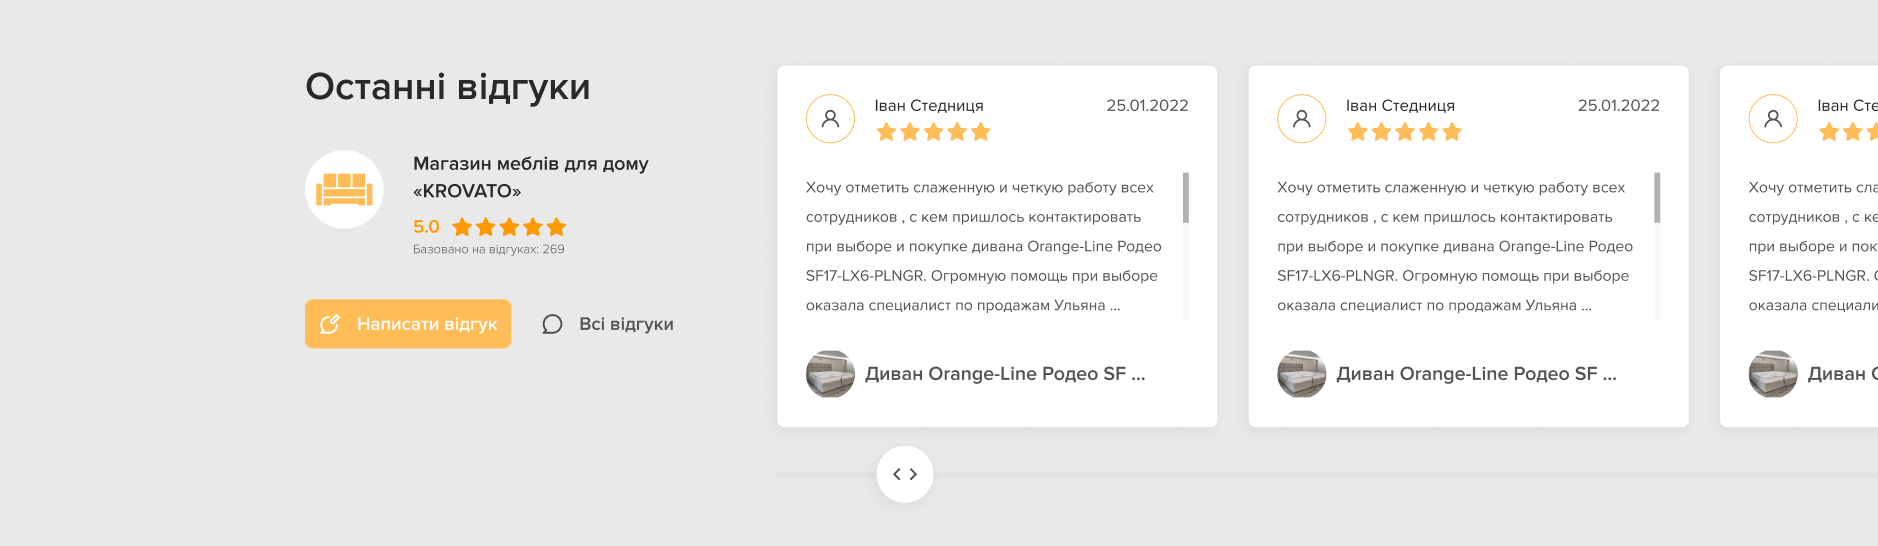 Останні відгуки
Магазин меблів для дому
«KROVATO»
5.0
Базовано на відгуках: 269
Написати відгук
Всі відгуки
Іван Стедниця
25.01.2022
Хочу отметить слаженную и четкую работу всех
сотрудников , с кем пришлось контактировать
при выборе и покупке дивана Orange-Line Родео
SF17-LX6-PLNGR. Огромную помощь при выборе
оказала специалист по продажам Ульяна ...
Диван Orange-Line Родео SF ...
Іван Стедниця
25.01.2022
Хочу отметить слаженную и четкую работу всех
сотрудников , с кем пришлось контактировать
при выборе и покупке дивана Orange-Line Родео
SF17-LX6-PLNGR. Огромную помощь при выборе
оказала специалист по продажам Ульяна ...
Диван Orange-Line Родео SF ...
Іван Сте
Хочу отметить сла
сотрудников , с ке
при выборе и пок
SF17-LX6-PLNGR.
оказала специали
Диван